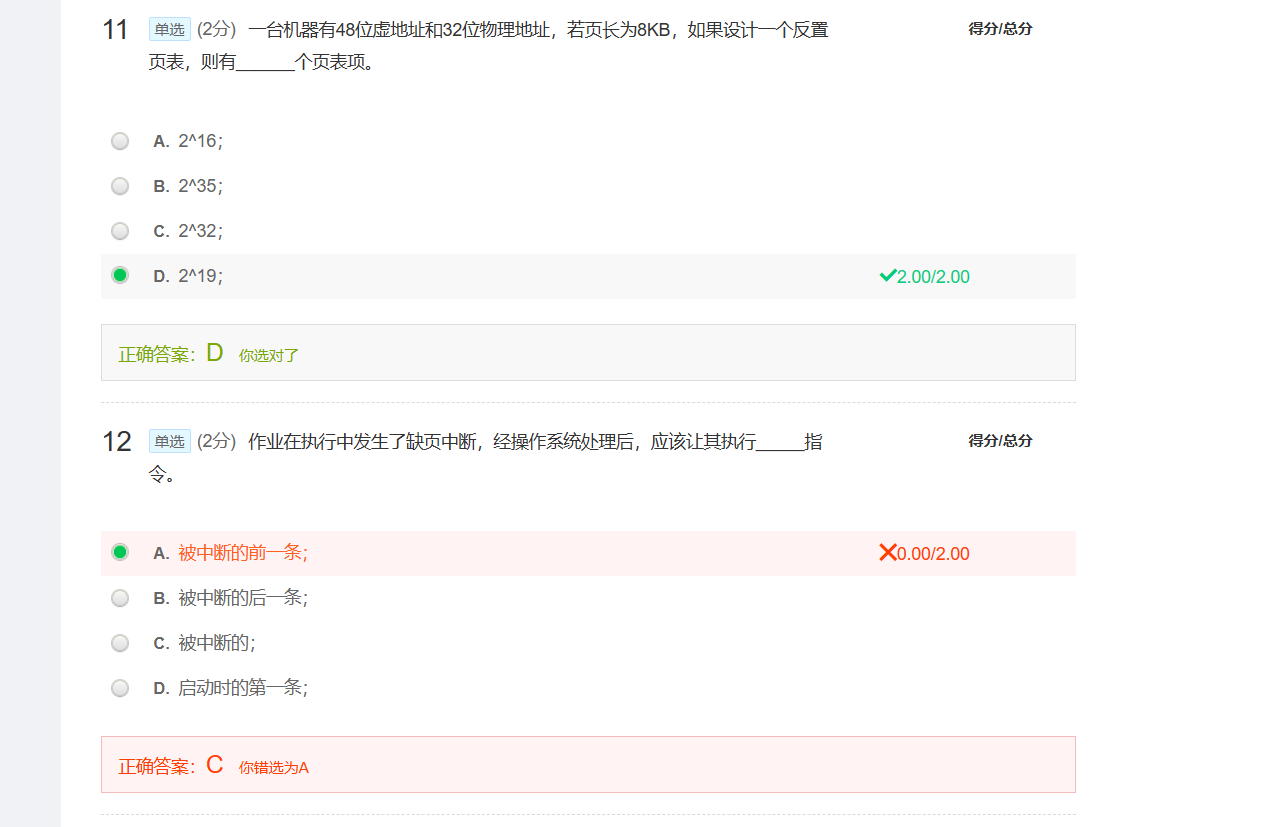 11 单选 (2分) 一台机器有48位虚地址和32位物理地址，若页长为8KB，如果设计一个反置 得分/总分
页表，则有______个页表项。
A. 2^16；
B. 2^35；
C. 2^32；
D. 2^19； 2.00/2.00
正确答案：D 你选对了
12 单选 (2分) 作业在执行中发生了缺页中断，经操作系统处理后，应该让其执行_____指 得分/总分
令。
A. 被中断的前一条； 0.00/2.00
B. 被中断的后一条；
C. 被中断的；
D. 启动时的第一条；
正确答案：C 你错选为A